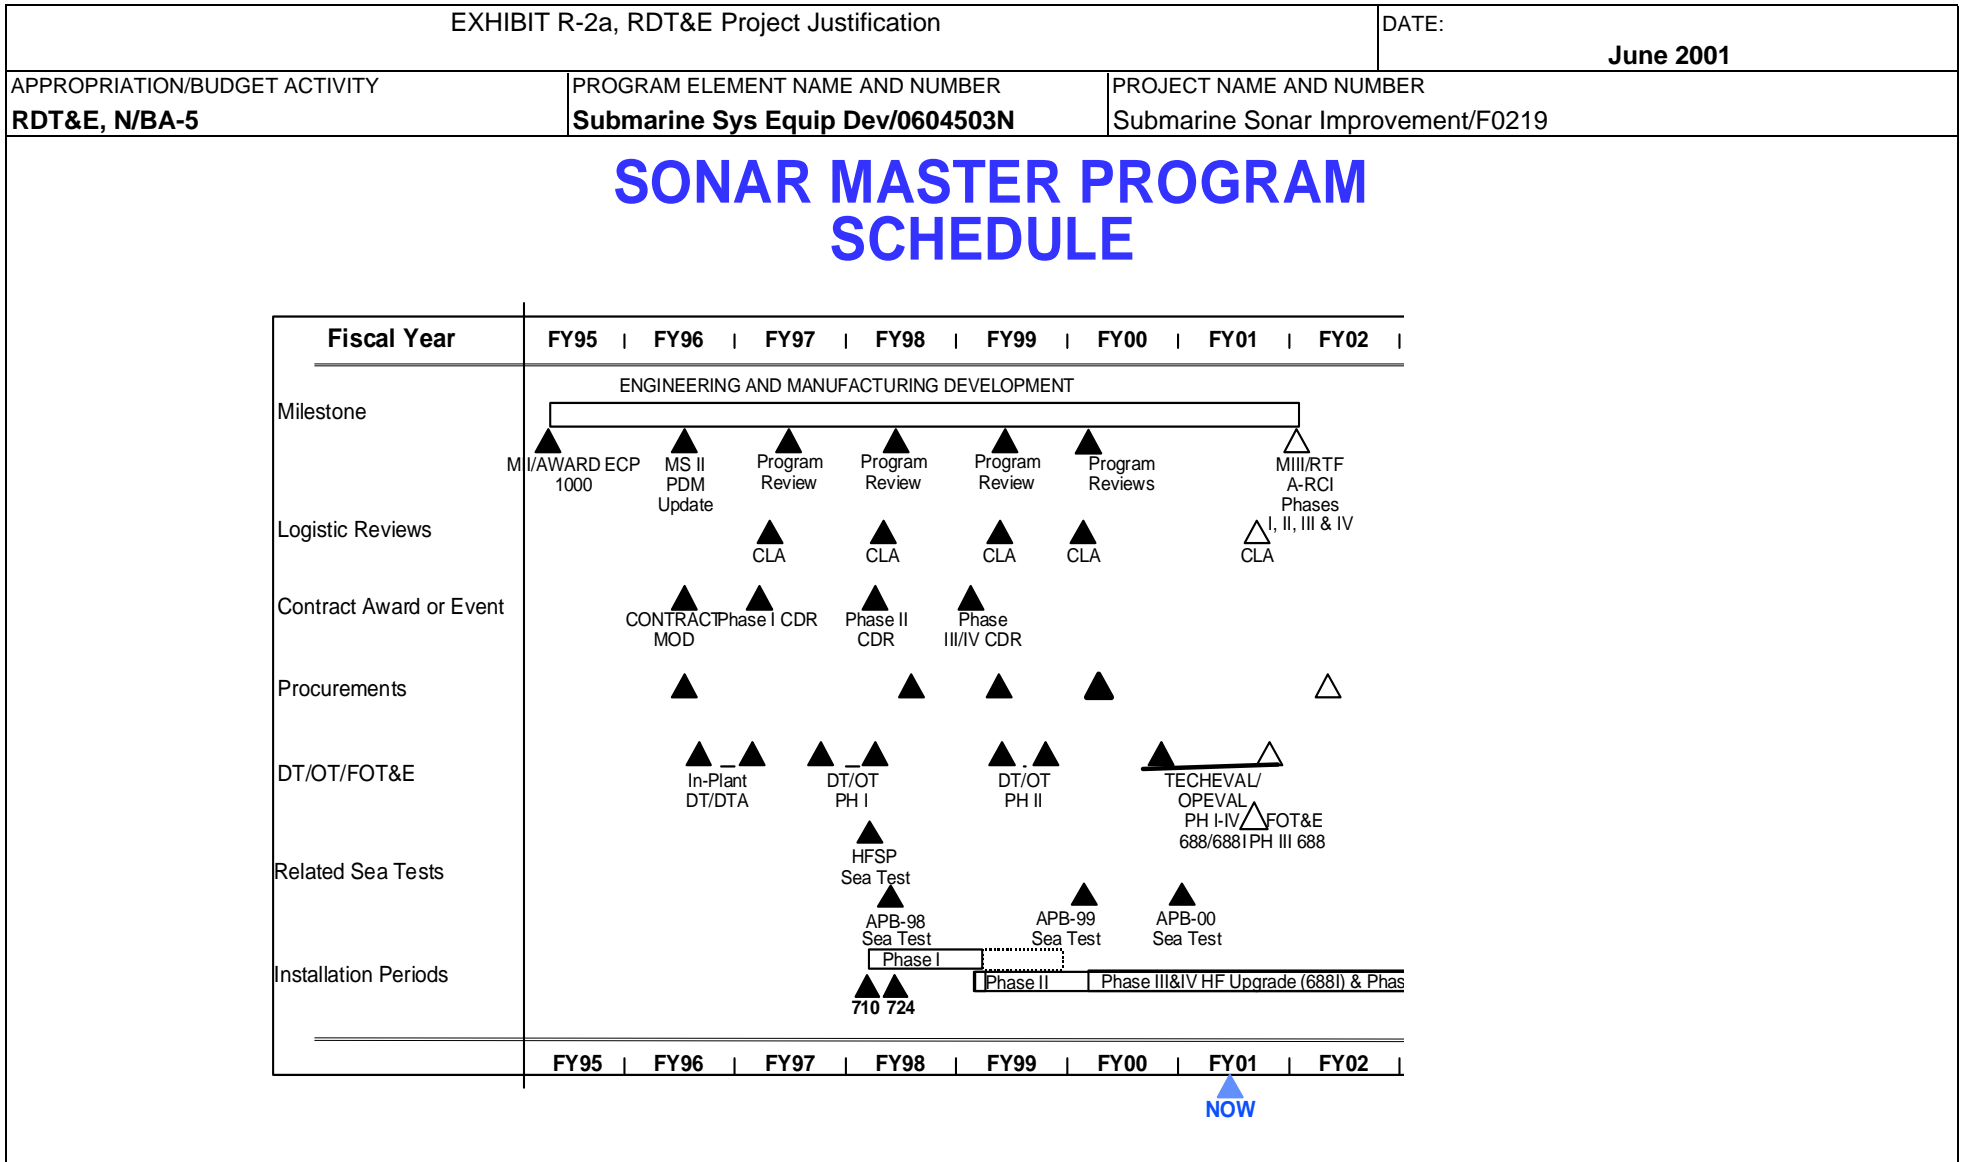 EXHIBIT R-2a, RDT&E Project Justification
DATE:
June 2001
APPROPRIATION/BUDGET ACTIVITY
PROGRAM ELEMENT NAME AND NUMBER
PROJECT NAME AND NUMBER
RDT&E, N/BA-5
Submarine Sys Equip Dev/0604503N
Submarine Sonar Improvement/F0219
SONAR MASTER PROGRAM
SCHEDULE
Fiscal Year
FY95 FY96 FY97 FY98 FY99 FY00 FY01 FY02
ENGINEERING AND MANUFACTURING DEVELOPMENT
Milestone
MII/AWARD ECP
1000
MS II
PDM
Update
Program
Review
Program
Review
Program
Review
Program
Reviews
MIII/RTF
A-RCI
Phases
I, II, III & IV
Logistic Reviews
CLA CLA CLA CLA CLA
Contract Award or Event
CONTRACT
MOD
Phase I CDR
Phase II
CDR
Phase
III/IV CDR
Procurements
DT/OT/FOT&E
In-Plant
DT/DTA
DT/OT
PH I
DT/OT
PH II
TECHEVAL/
OPEVAL
PH I-IV
688/688I
FOT&E
PH III 688
HFSP
Sea Test
Related Sea Tests
APB-98
Sea Test
APB-99
Sea Test
APB-00
Sea Test
Installation Periods
Phase I
Phase II
Phase III&IV HF Upgrade (688I) & Phas
710 724
FY95 FY96 FY97 FY98 FY99 FY00 FY01 FY02
NOW